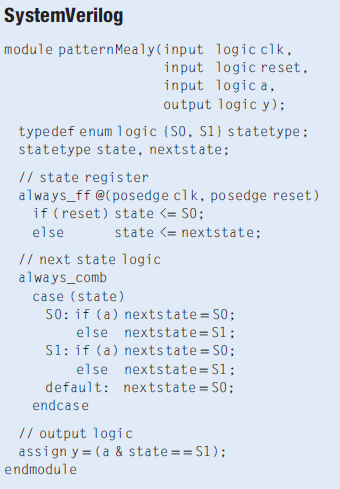 SystemVerilog
module patternMealy(input logic clk,
input logic reset,
input logic a,
output logic y);
typedef enum logic {S0, S1} statetype;
statetype state, nextstate;
// state register
always_ff @(posedge clk, posedge reset)
if (reset) state <= S0;
else state <= nextstate;
// next state logic
always_comb
case (state)
S0: if (a) nextstate = S0;
else nextstate = S1;
S1: if (a) nextstate = S0;
else nextstate = S1;
default: nextstate = S0;
endcase
// output logic
assign y = (a & state == S1);
endmodule